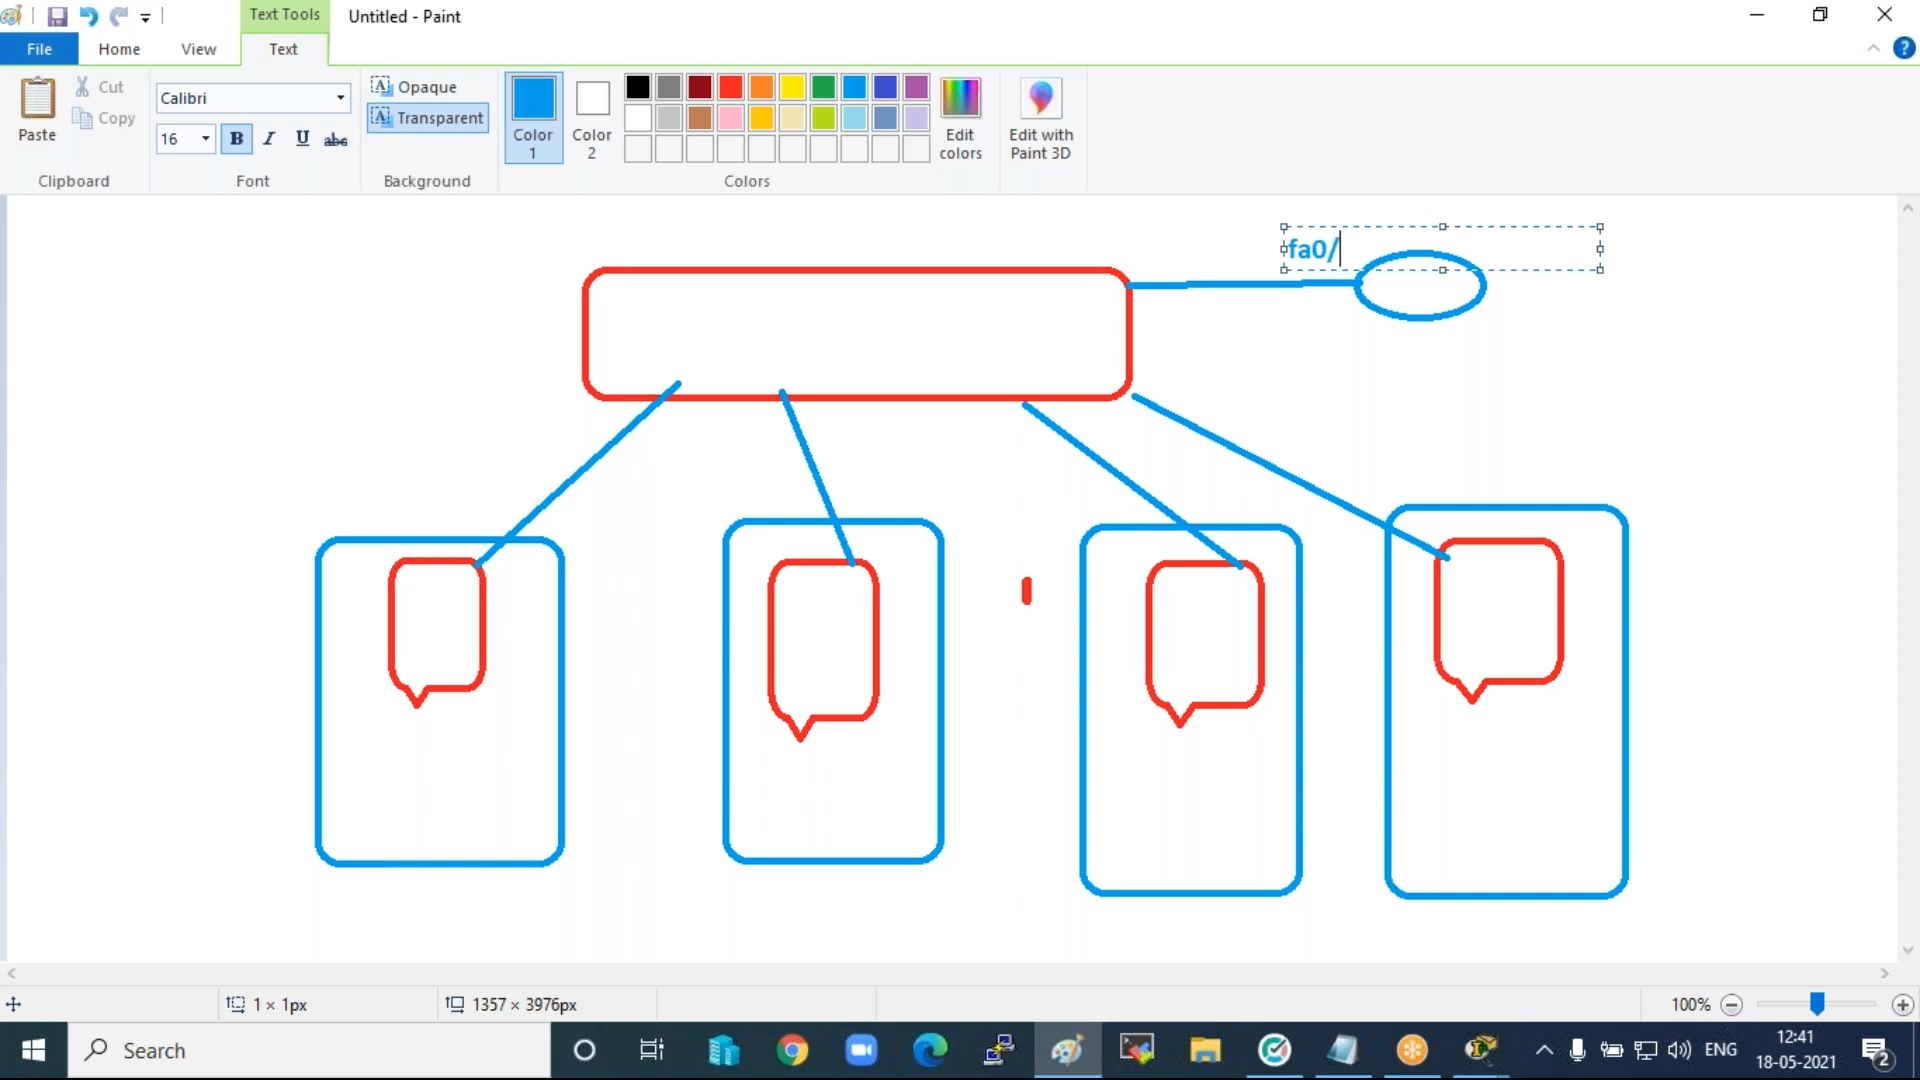 Text Tools
Untitled - Paint
File
Home
View
Text
Paste
Cut
Copy
Clipboard
Calibri
16
B
I
U
abc
Font
Opaque
Transparent
Background
Color
1
Color
2
Edit
colors
Colors
Edit with
Paint 3D
fa0/
1 × 1px
1357 × 3976px
100%
Search
ENG
12:41
18-05-2021
2